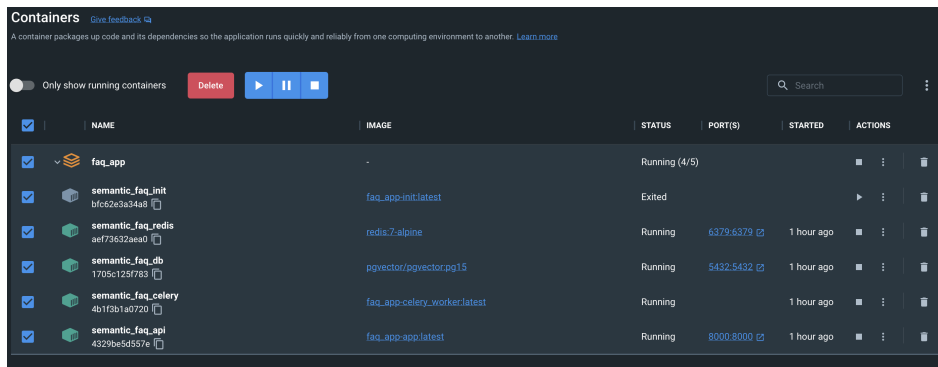 Containers Give feedback
A container packages up code and its dependencies so the application runs quickly and reliably from one computing environment to another. Learn more
Only show running containers Delete Search
NAME IMAGE STATUS PORT(S) STARTED ACTIONS
faq_app - Running (4/5)
semantic_faq_init
bfc62e3a34a8 faq_app-init:latest Exited
semantic_faq_redis
aef73632aea0 redis:7-alpine Running 6379:6379 1 hour ago
semantic_faq_db
1705c125f783 pgvector/pgvector:pg15 Running 5432:5432 1 hour ago
semantic_faq_celery
4b1f3b1a0720 faq_app-celery_worker:latest Running 1 hour ago
semantic_faq_api
4329be5d557e faq_app-app:latest Running 8000:8000 1 hour ago